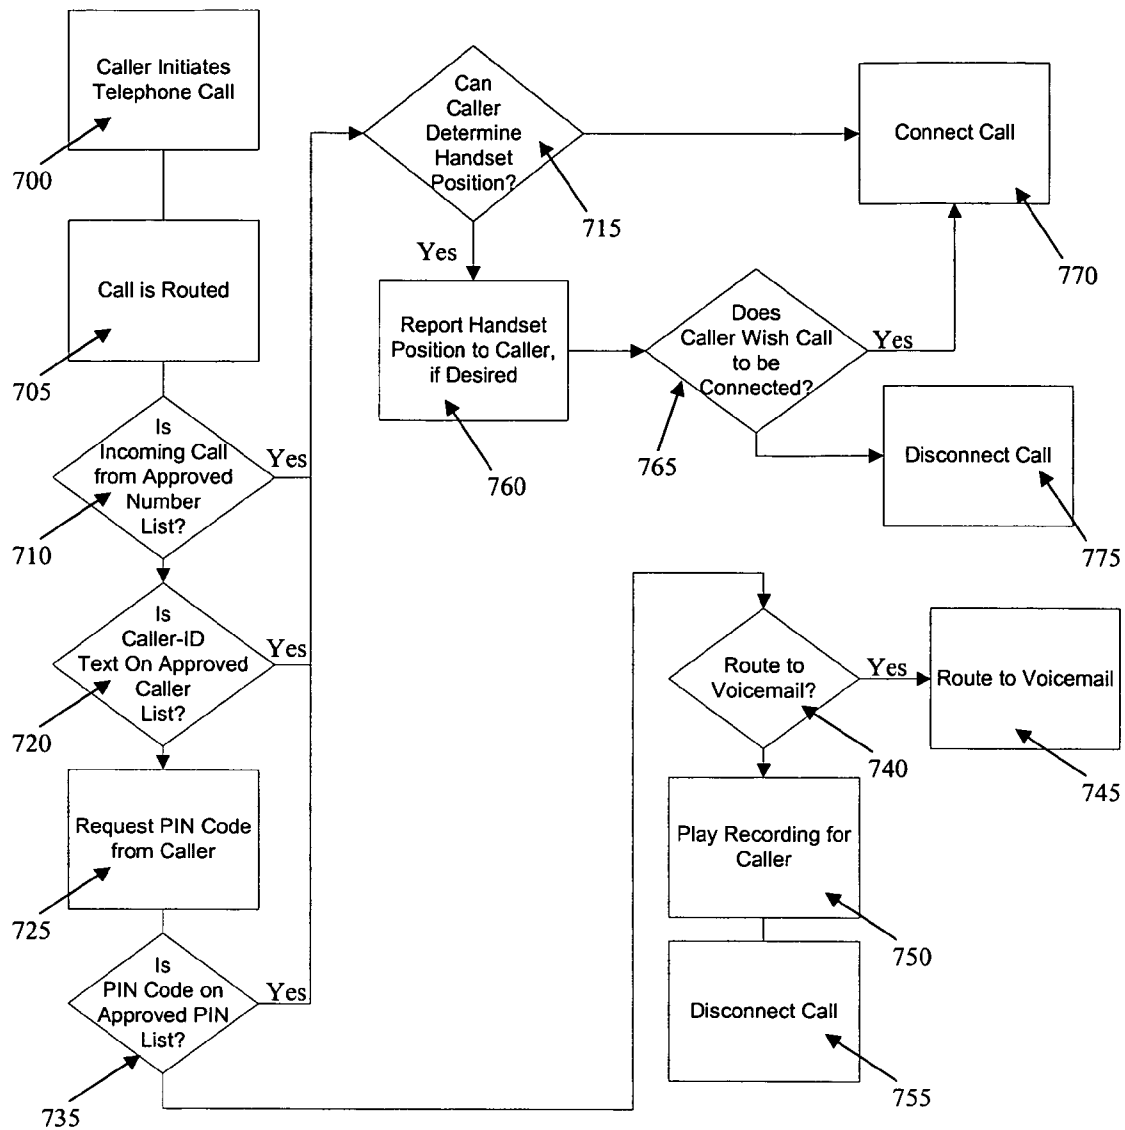 Caller Initiates
Telephone Call
700
Call is Routed
705
Is
Incoming Call
from Approved
Number
List?
Yes
710
Is
Caller-ID
Text On Approved
Caller
List?
Yes
720
Request PIN Code
from Caller
725
Is
PIN Code on
Approved PIN
List?
Yes
735
Can
Caller
Determine
Handset
Position?
715
Yes
Connect Call
770
Report Handset
Position to Caller,
if Desired
760
Does
Caller Wish Call
to be
Connected?
Yes
765
Disconnect Call
775
Route to
Voicemail?
Yes
740
Route to Voicemail
745
Play Recording for
Caller
750
Disconnect Call
755